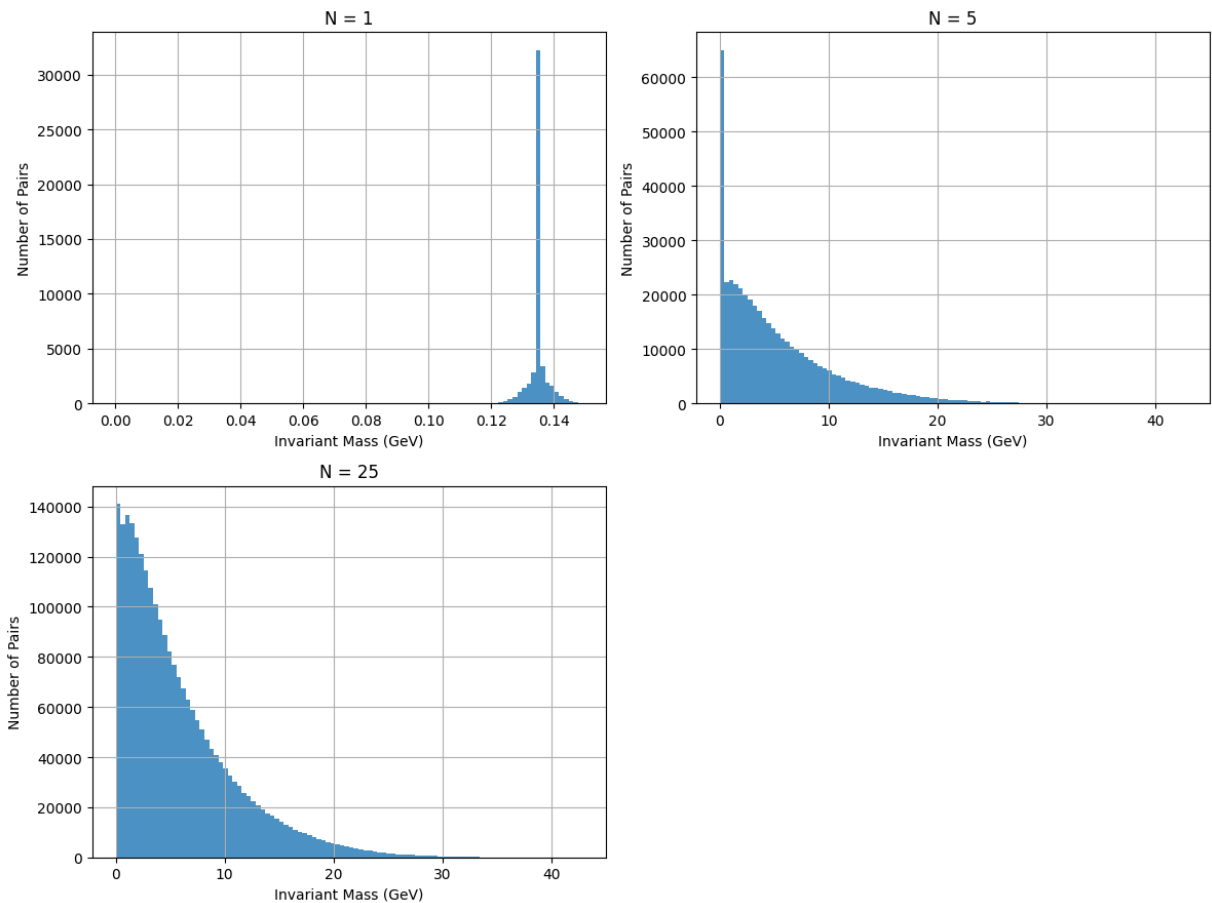 N = 1
30000
25000
20000
15000
10000
5000
0
Number of Pairs
0.00 0.02 0.04 0.06 0.08 0.10 0.12 0.14
Invariant Mass (GeV)
N = 5
60000
50000
40000
30000
20000
10000
0
Number of Pairs
0 10 20 30 40
Invariant Mass (GeV)
N = 25
140000
120000
100000
80000
60000
40000
20000
0
Number of Pairs
0 10 20 30 40
Invariant Mass (GeV)